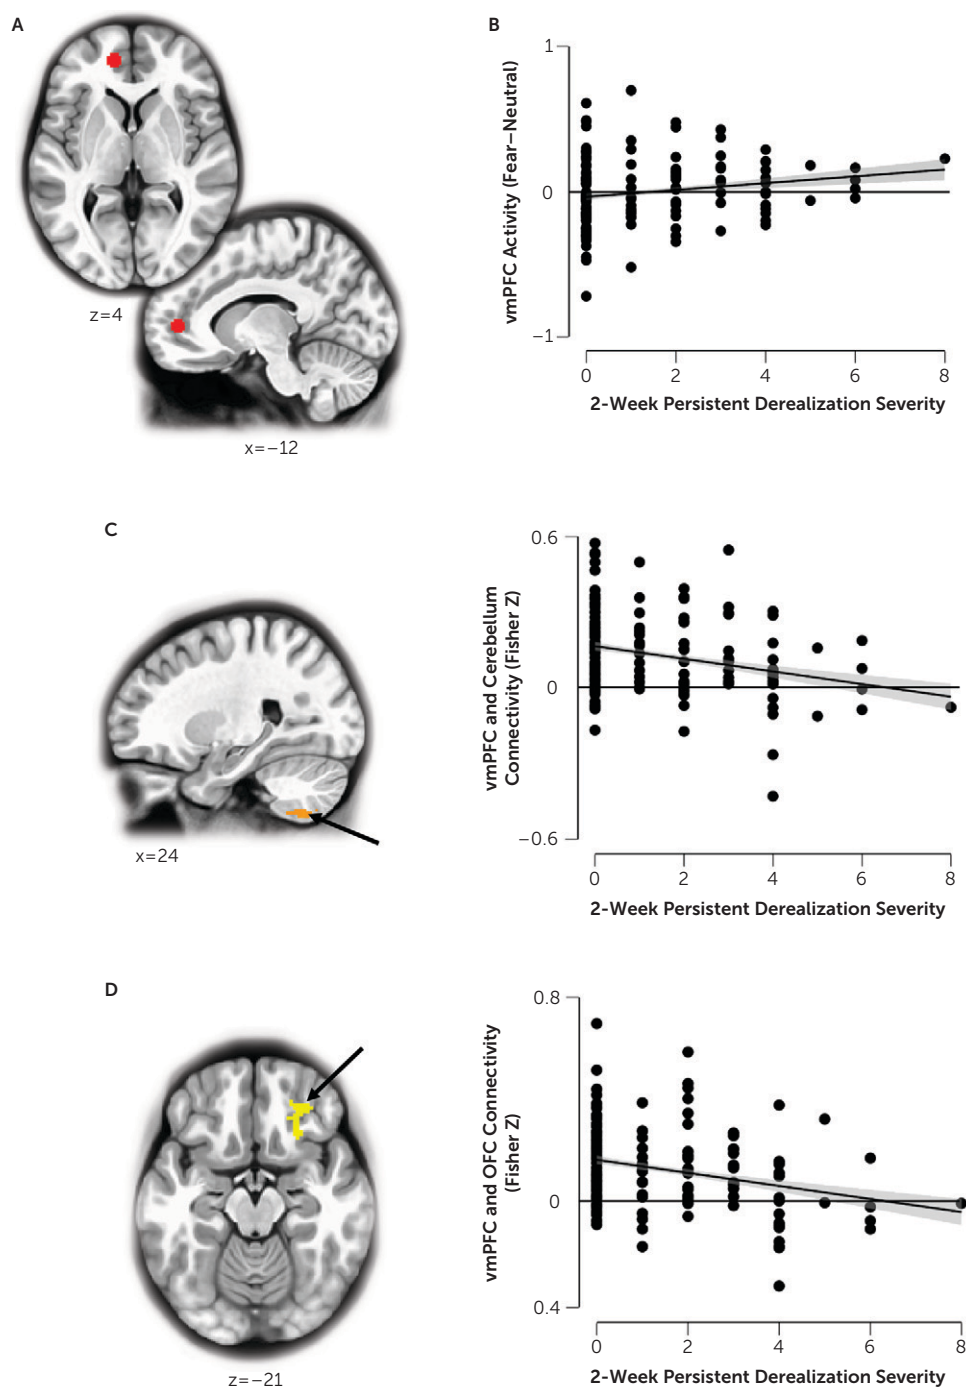 A
z=4
x=−12
B
vmPFC Activity (Fear–Neutral)
1
0
−1
0 2 4 6 8
2-Week Persistent Derealization Severity
C
x=24
vmPFC and Cerebellum
Connectivity (Fisher Z)
0.6
0
−0.6
0 2 4 6 8
2-Week Persistent Derealization Severity
D
z=−21
vmPFC and OFC Connectivity
(Fisher Z)
0.8
0
0.4
0 2 4 6 8
2-Week Persistent Derealization Severity